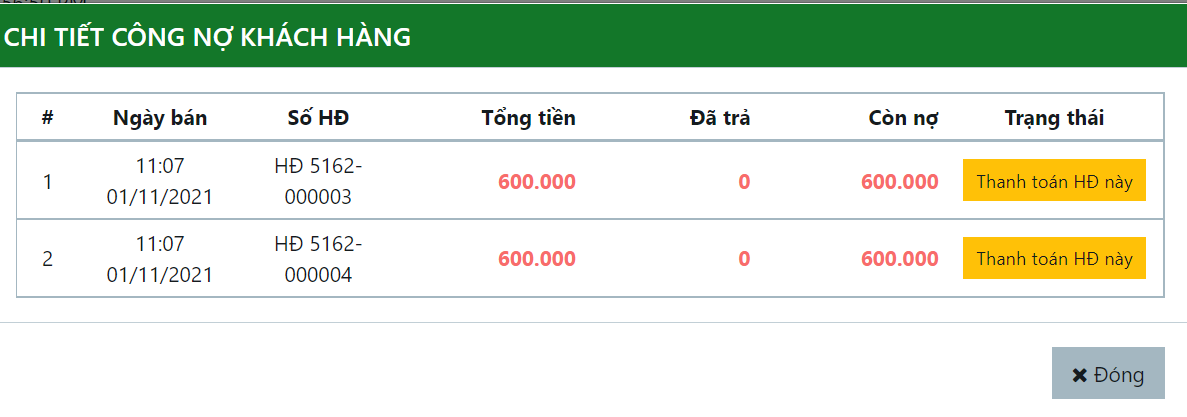 CHI TIẾT CÔNG NỢ KHÁCH HÀNG
# Ngày bán Số HĐ Tổng tiền Đã trả Còn nợ Trạng thái
1 11:07 01/11/2021 HĐ 5162-000003 600.000 0 600.000 Thanh toán HĐ này
2 11:07 01/11/2021 HĐ 5162-000004 600.000 0 600.000 Thanh toán HĐ này
✖ Đóng